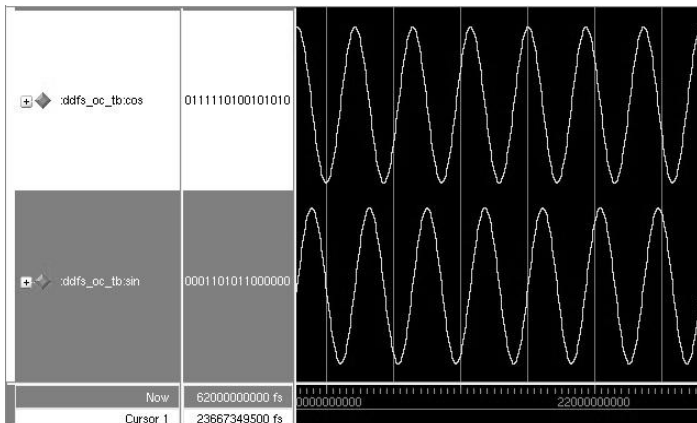 :ddfs_oc_tb:cos 0111110100101010
:ddfs_oc_tb:sin 0001101011000000
Now 62000000000 fs 0000000000 22000000000
Cursor 1 23667349500 fs